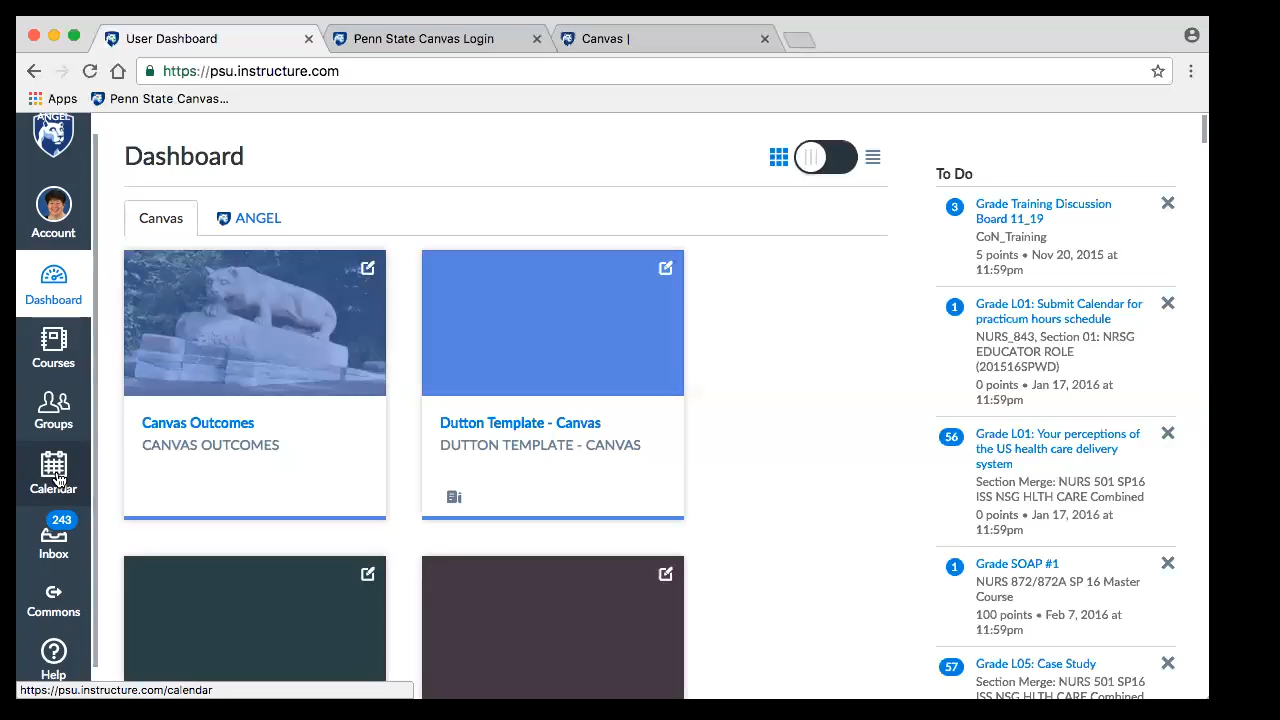 User Dashboard
Penn State Canvas Login
Canvas |
https://psu.instructure.com
Apps
Penn State Canvas...
ANGEL
Account
Dashboard
Courses
Groups
Calendar
243
Inbox
Commons
Help
https://psu.instructure.com/calendar
Dashboard
Canvas
ANGEL
Canvas Outcomes
CANVAS OUTCOMES
Dutton Template - Canvas
DUTTON TEMPLATE - CANVAS
To Do
3
Grade Training Discussion
Board 11_19
CoN_Training
5 points • Nov 20, 2015 at
11:59pm
1
Grade L01: Submit Calendar for
practicum hours schedule
NURS_843, Section 01: NRSG
EDUCATOR ROLE
(201516SPWD)
0 points • Jan 17, 2016 at
11:59pm
56
Grade L01: Your perceptions of
the US health care delivery
system
Section Merge: NURS 501 SP16
ISS NSG HLTH CARE Combined
0 points • Jan 17, 2016 at
11:59pm
1
Grade SOAP #1
NURS 872/872A SP 16 Master
Course
100 points • Feb 7, 2016 at
11:59pm
57
Grade L05: Case Study
Section Merge: NURS 501 SP16
ISS NSG HLTH CARE Combined